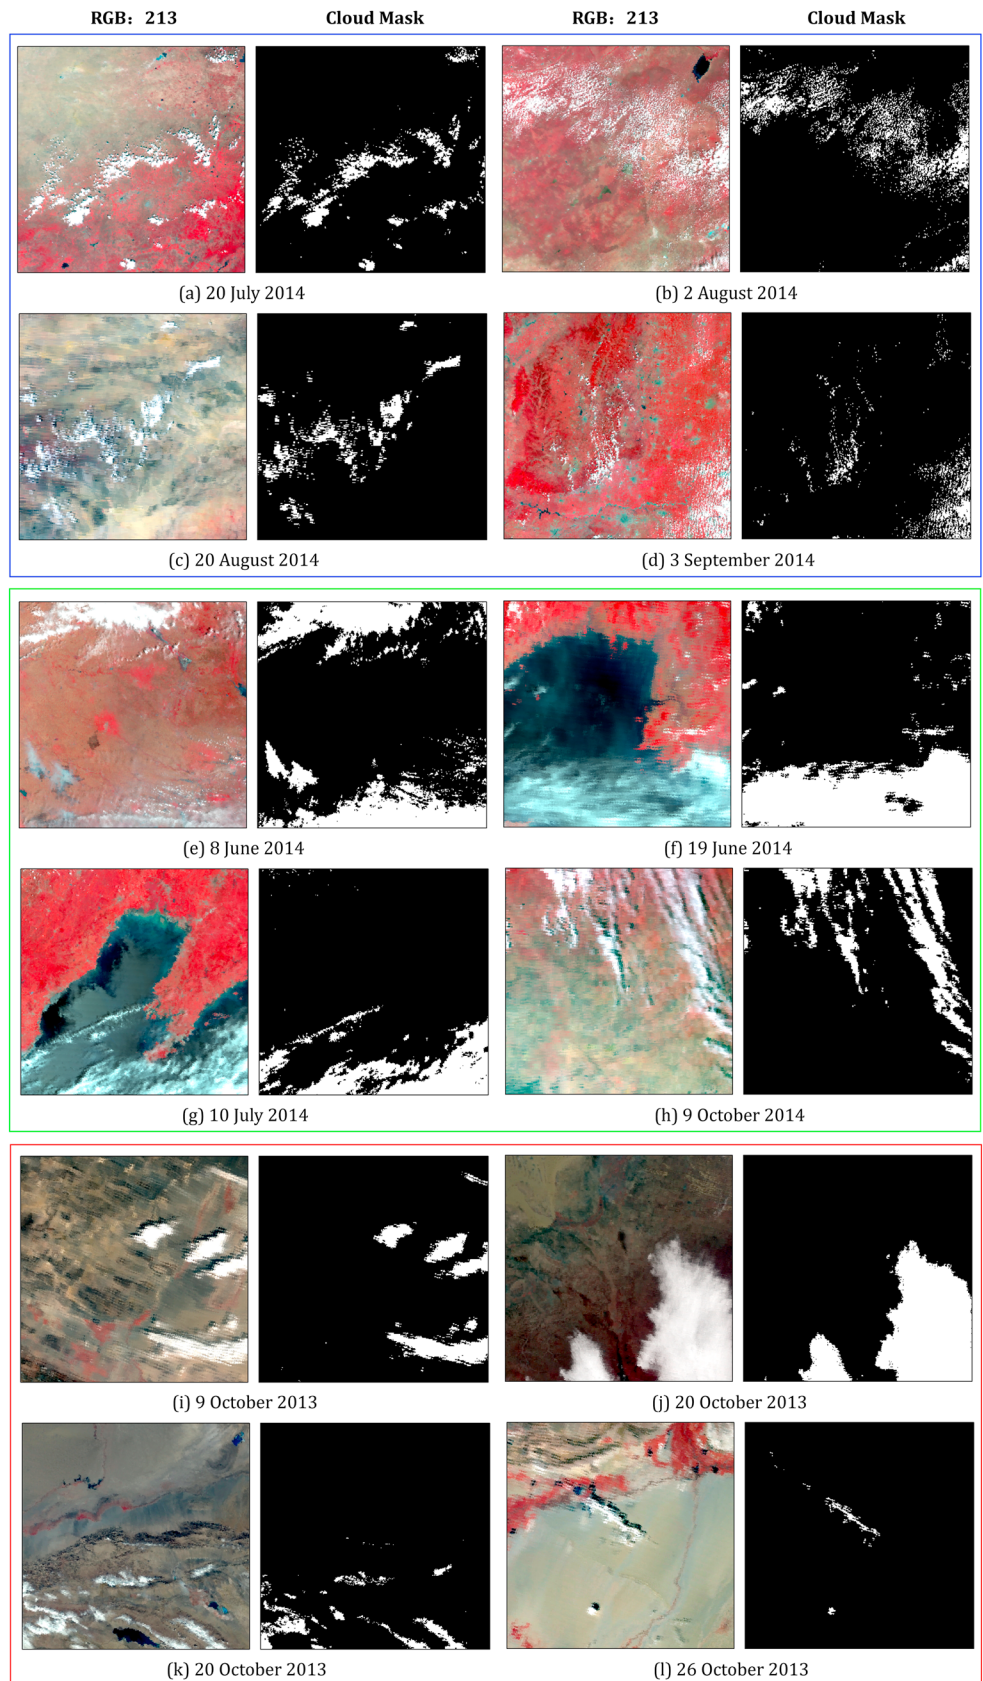 RGB：213 Cloud Mask RGB：213 Cloud Mask
(a) 20 July 2014 (b) 2 August 2014
(c) 20 August 2014 (d) 3 September 2014
(e) 8 June 2014 (f) 19 June 2014
(g) 10 July 2014 (h) 9 October 2014
(i) 9 October 2013 (j) 20 October 2013
(k) 20 October 2013 (l) 26 October 2013